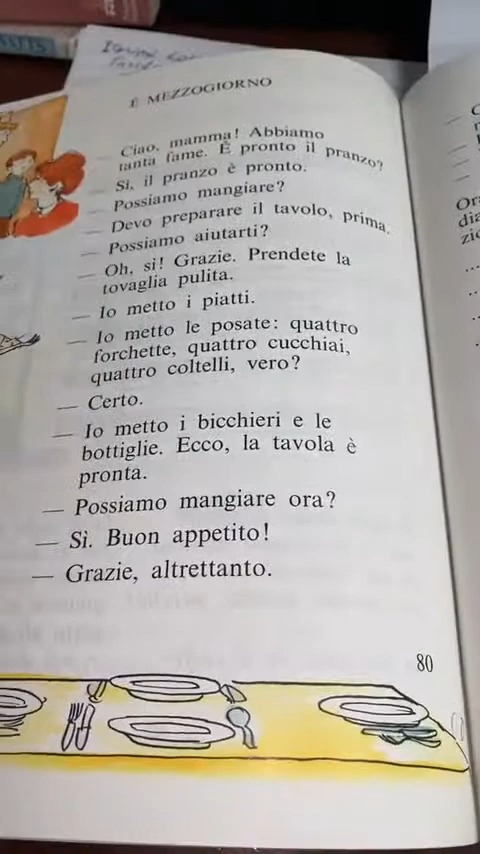 È MEZZOGIORNO
— Ciao, mamma! Abbiamo
tanta fame. È pronto il pranzo?
— Sì, il pranzo è pronto.
— Possiamo mangiare?
— Devo preparare il tavolo, prima.
— Possiamo aiutarti?
— Oh, sì! Grazie. Prendete la
tovaglia pulita.
— Io metto i piatti.
— Io metto le posate: quattro
forchette, quattro cucchiai,
quattro coltelli, vero?
— Certo.
— Io metto i bicchieri e le
bottiglie. Ecco, la tavola è
pronta.
— Possiamo mangiare ora?
— Sì. Buon appetito!
— Grazie, altrettanto.
80